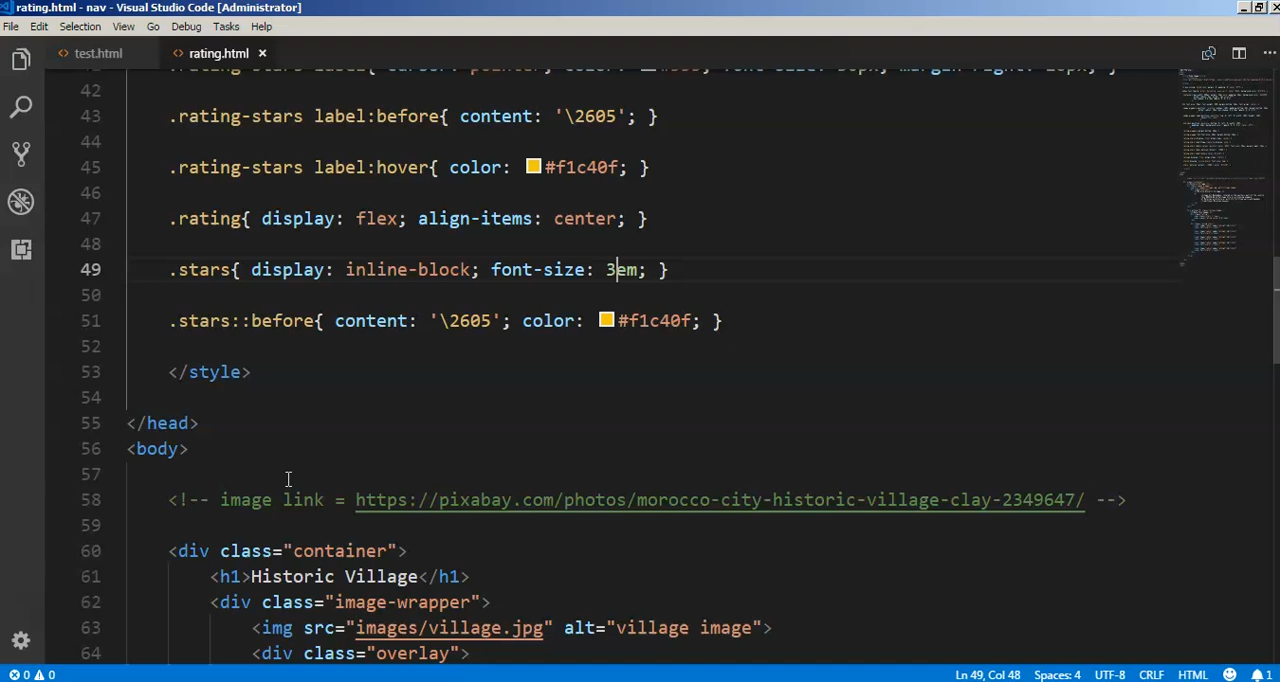 rating.html - nav - Visual Studio Code [Administrator]
File Edit Selection View Go Debug Tasks Help
test.html rating.html
42
43 .rating-stars label:before{ content: '\2605'; }
44
45 .rating-stars label:hover{ color: #f1c40f; }
46
47 .rating{ display: flex; align-items: center; }
48
49 .stars{ display: inline-block; font-size: 3em; }
50
51 .stars::before{ content: '\2605'; color: #f1c40f; }
52
53 </style>
54
55 </head>
56 <body>
57
58 <!-- image link = https://pixabay.com/photos/morocco-city-historic-village-clay-2349647/ -->
59
60 <div class="container">
61 <h1>Historic Village</h1>
62 <div class="image-wrapper">
63 <img src="images/village.jpg" alt="village image">
64 <div class="overlay">
0 0 Ln 49, Col 48 Spaces: 4 UTF-8 CRLF HTML 1